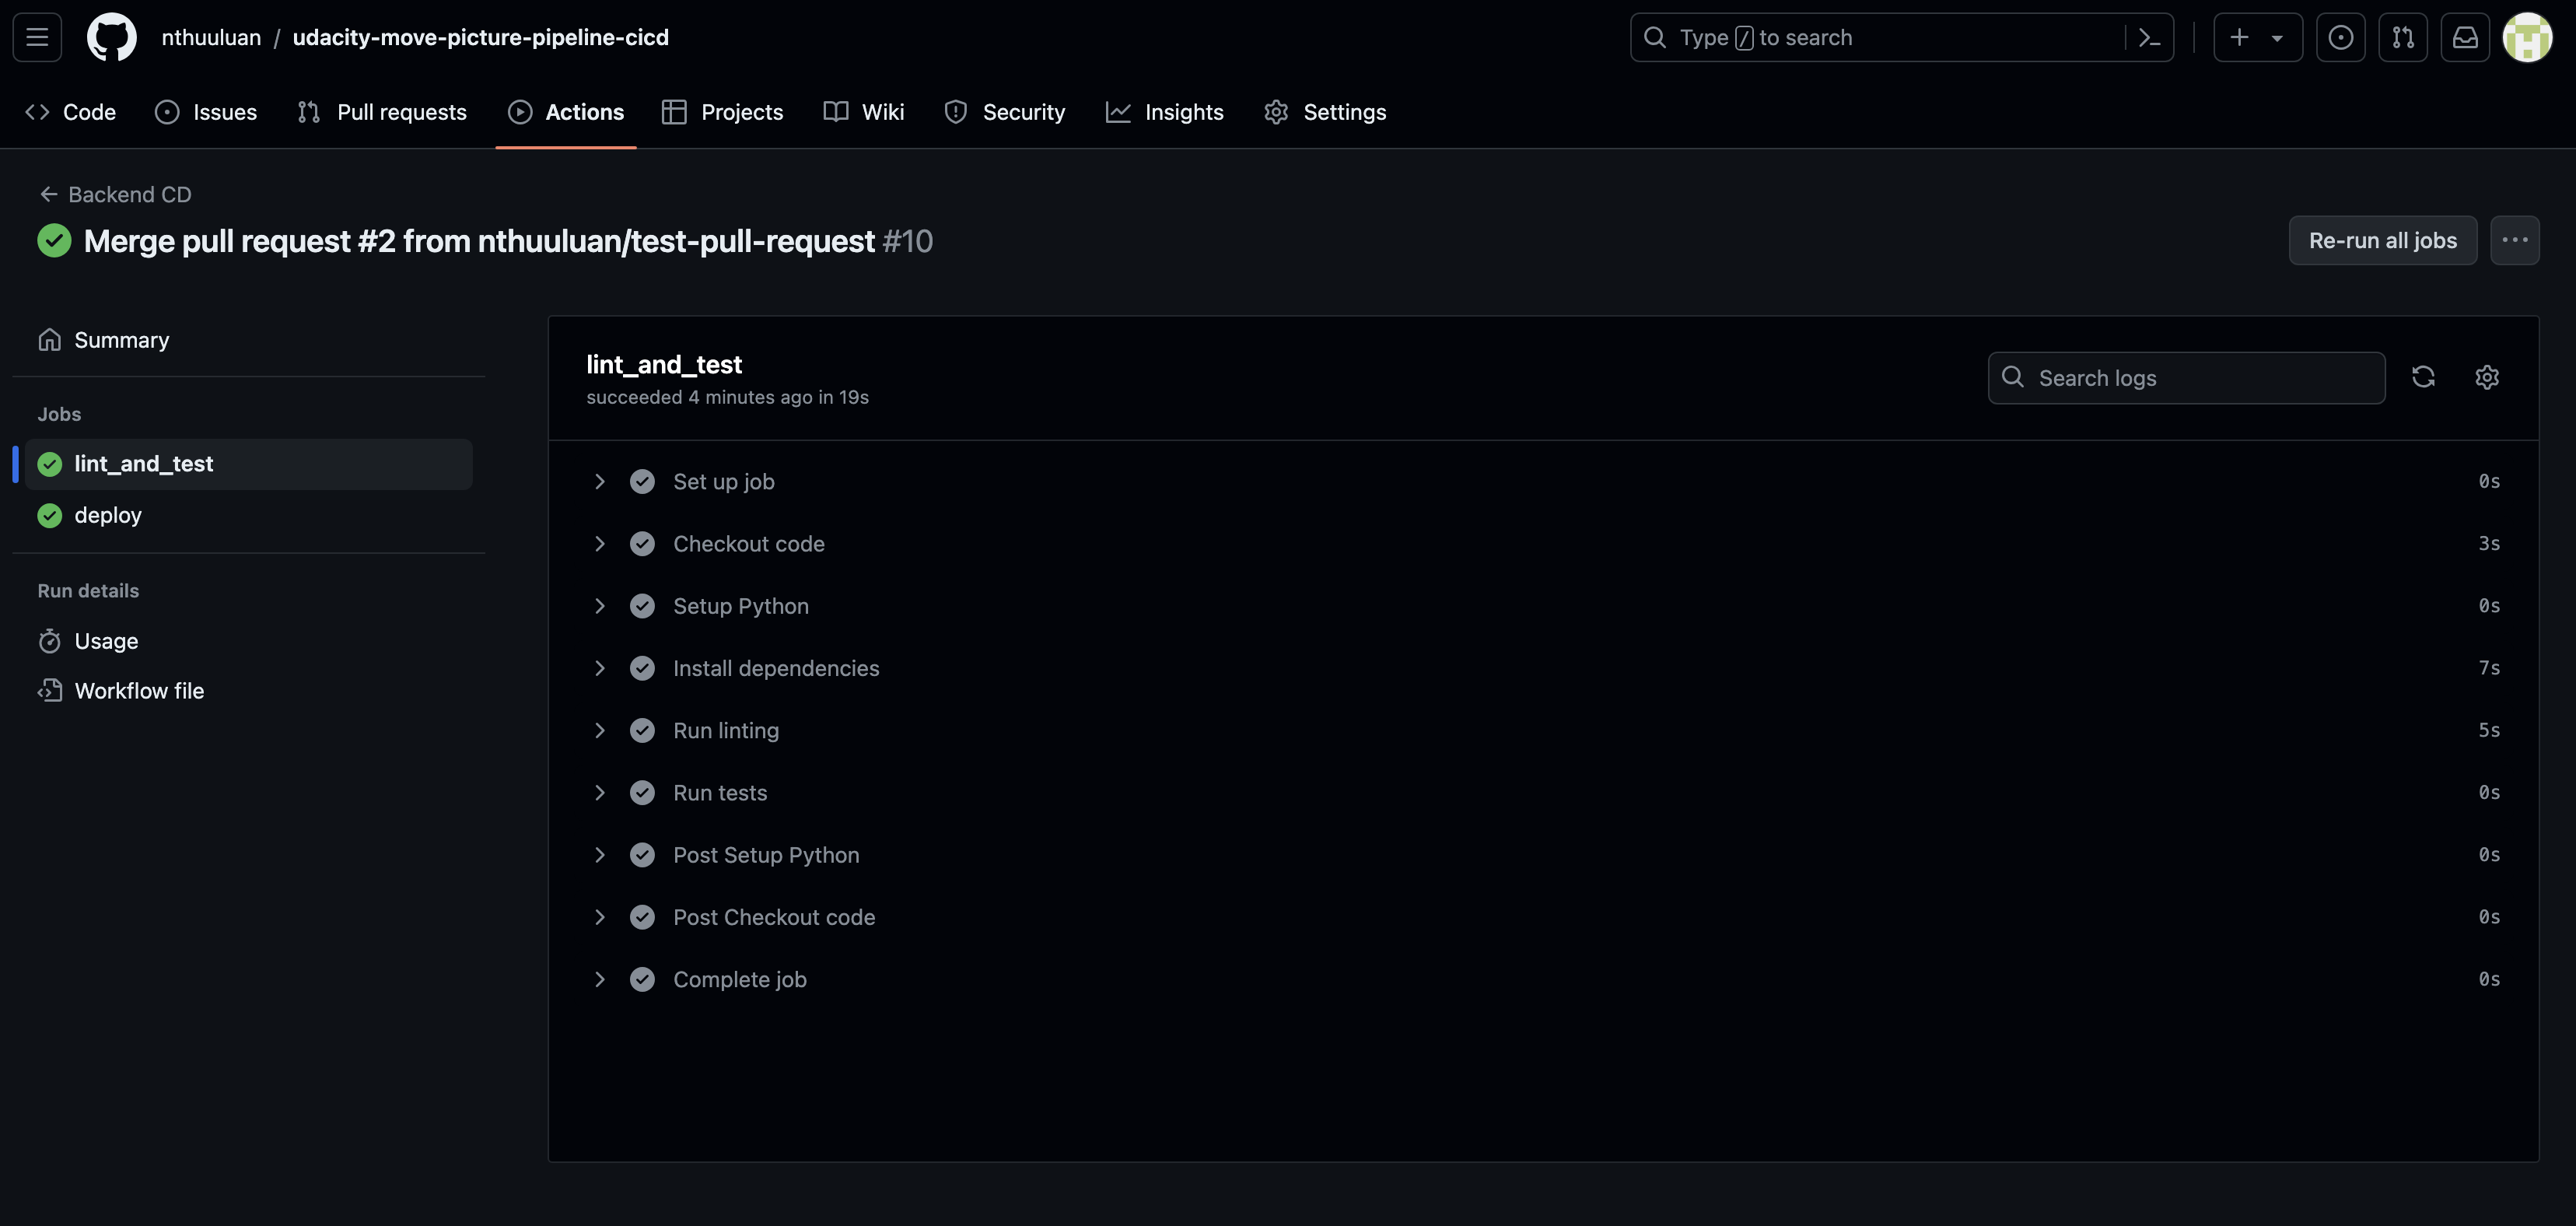 nthuuluan / udacity-move-picture-pipeline-cicd
Type / to search
Code Issues Pull requests Actions Projects Wiki Security Insights Settings
Backend CD
Merge pull request #2 from nthuuluan/test-pull-request #10
Re-run all jobs
Summary
Jobs
lint_and_test
deploy
Run details
Usage
Workflow file
lint_and_test
succeeded 4 minutes ago in 19s
Search logs
Set up job 0s
Checkout code 3s
Setup Python 0s
Install dependencies 7s
Run linting 5s
Run tests 0s
Post Setup Python 0s
Post Checkout code 0s
Complete job 0s